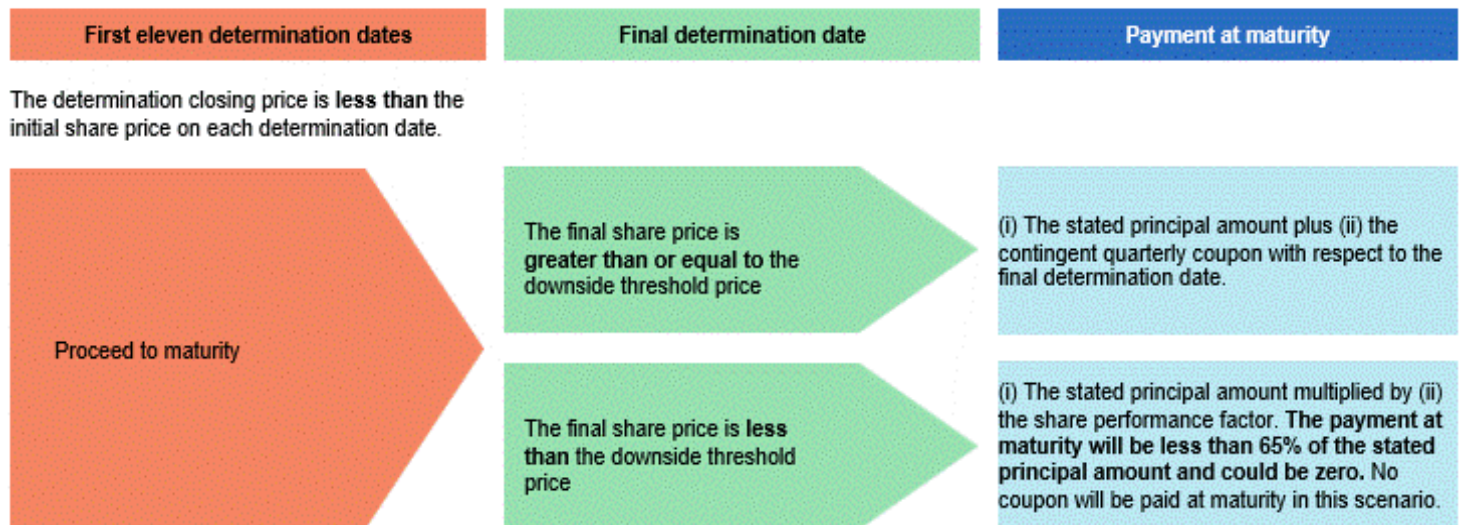 First eleven determination dates
Final determination date
Payment at maturity
The determination closing price is less than the
initial share price on each determination date.
Proceed to maturity
The final share price is
greater than or equal to the
downside threshold price
(i) The stated principal amount plus (ii) the
contingent quarterly coupon with respect to the
final determination date.
The final share price is less
than the downside threshold
price
(i) The stated principal amount multiplied by (ii)
the share performance factor. The payment at
maturity will be less than 65% of the stated
principal amount and could be zero. No
coupon will be paid at maturity in this scenario.